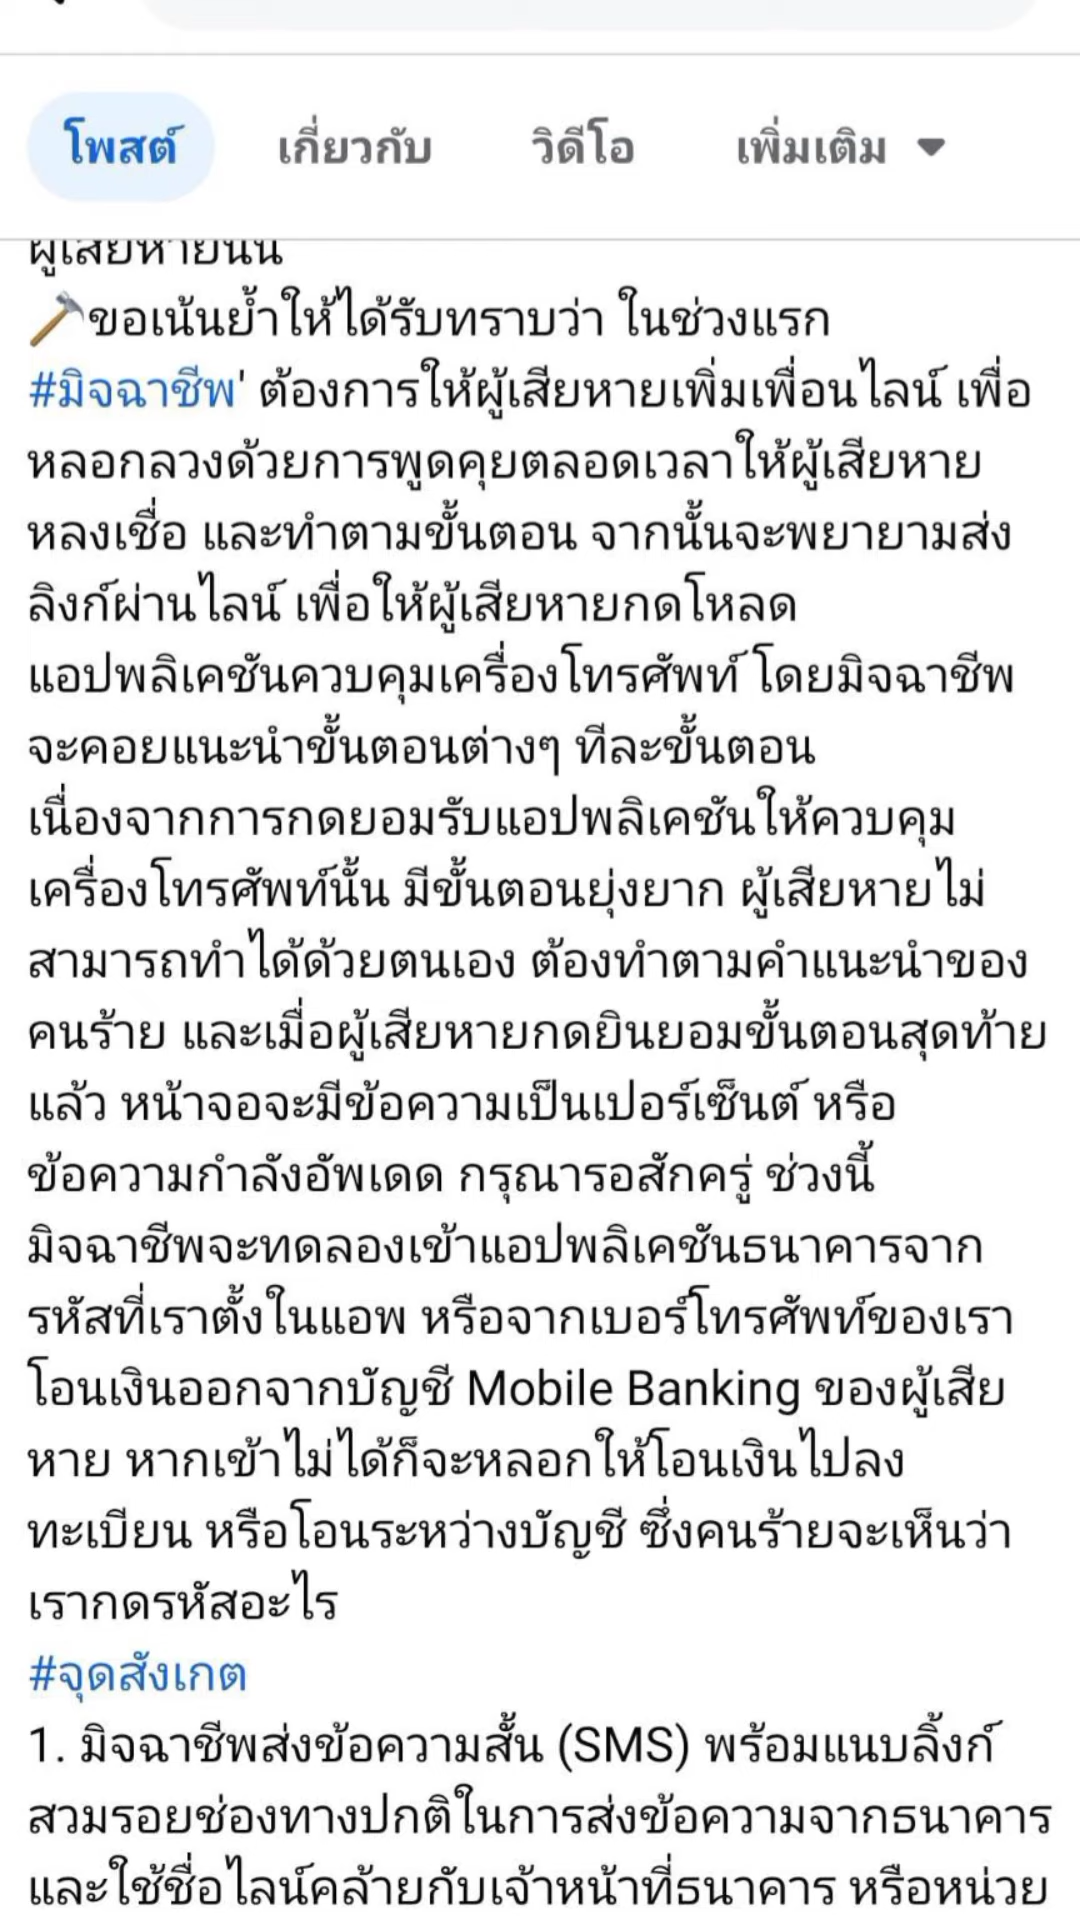 โพสต์ เกี่ยวกับ วิดีโอ เพิ่มเติม
ผู้เสียหายนั้น
ขอเน้นย้ำให้ได้รับทราบว่า ในช่วงแรก
#มิจฉาชีพ' ต้องการให้ผู้เสียหายเพิ่มเพื่อนไลน์ เพื่อ
หลอกลวงด้วยการพูดคุยตลอดเวลาให้ผู้เสียหาย
หลงเชื่อ และทำตามขั้นตอน จากนั้นจะพยายามส่ง
ลิงก์ผ่านไลน์ เพื่อให้ผู้เสียหายกดโหลด
แอปพลิเคชันควบคุมเครื่องโทรศัพท์ โดยมิจฉาชีพ
จะคอยแนะนำขั้นตอนต่างๆ ทีละขั้นตอน
เนื่องจากการกดยอมรับแอปพลิเคชันให้ควบคุม
เครื่องโทรศัพท์นั้น มีขั้นตอนยุ่งยาก ผู้เสียหายไม่
สามารถทำได้ด้วยตนเอง ต้องทำตามคำแนะนำของ
คนร้าย และเมื่อผู้เสียหายกดยินยอมขั้นตอนสุดท้าย
แล้ว หน้าจอจะมีข้อความเป็นเปอร์เซ็นต์ หรือ
ข้อความกำลังอัพเดด กรุณารอสักครู่ ช่วงนี้
มิจฉาชีพจะทดลองเข้าแอปพลิเคชันธนาคารจาก
รหัสที่เราตั้งในแอพ หรือจากเบอร์โทรศัพท์ของเรา
โอนเงินออกจากบัญชี Mobile Banking ของผู้เสีย
หาย หากเข้าไม่ได้ก็จะหลอกให้โอนเงินไปลง
ทะเบียน หรือโอนระหว่างบัญชี ซึ่งคนร้ายจะเห็นว่า
เรากดรหัสอะไร
#จุดสังเกต
1. มิจฉาชีพส่งข้อความสั้น (SMS) พร้อมแนบลิ้งก์
สวมรอยช่องทางปกติในการส่งข้อความจากธนาคาร
และใช้ชื่อไลน์คล้ายกับเจ้าหน้าที่ธนาคาร หรือหน่วย